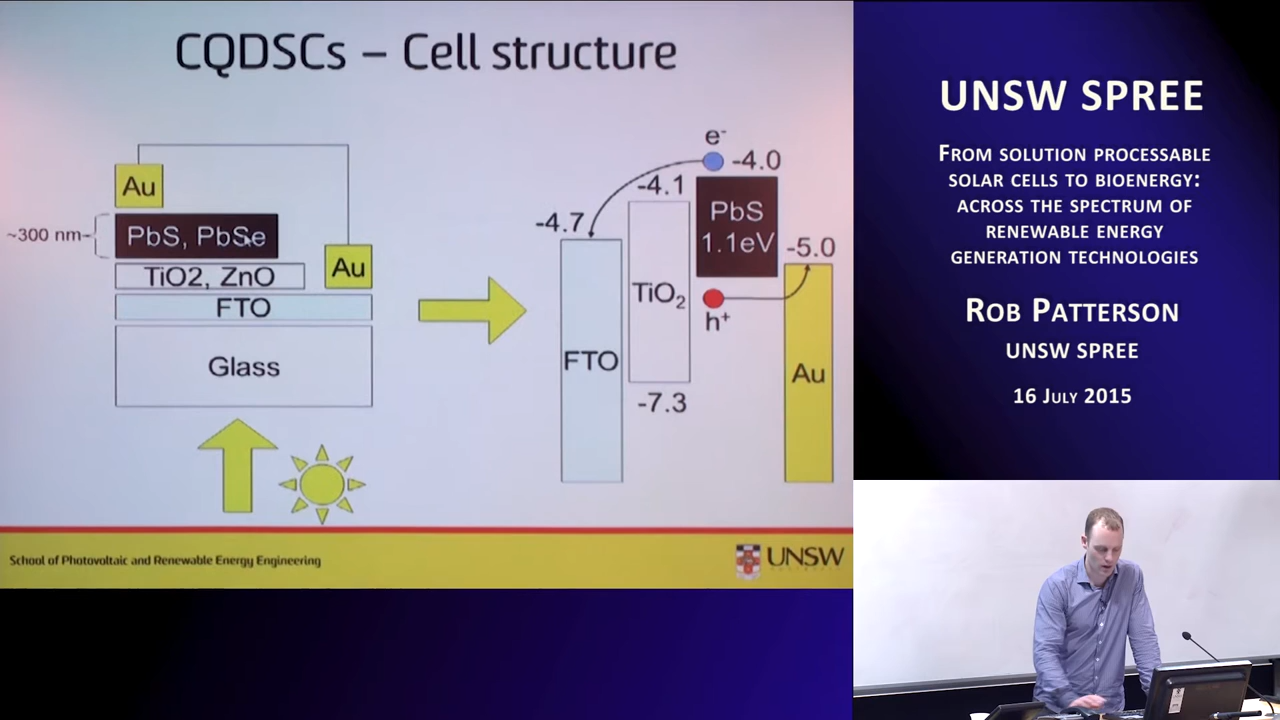 CQDSCs – Cell structure
Au
~300 nm
PbS, PbSe
TiO2, ZnO
Au
FTO
Glass
e-
-4.0
-4.1
-4.7
PbS
1.1eV
-5.0
TiO2
h+
FTO
Au
-7.3
School of Photovoltaic and Renewable Energy Engineering
UNSW
UNSW SPREE
From solution processable
solar cells to bioenergy:
across the spectrum of
renewable energy
generation technologies
Rob Patterson
UNSW SPREE
16 July 2015